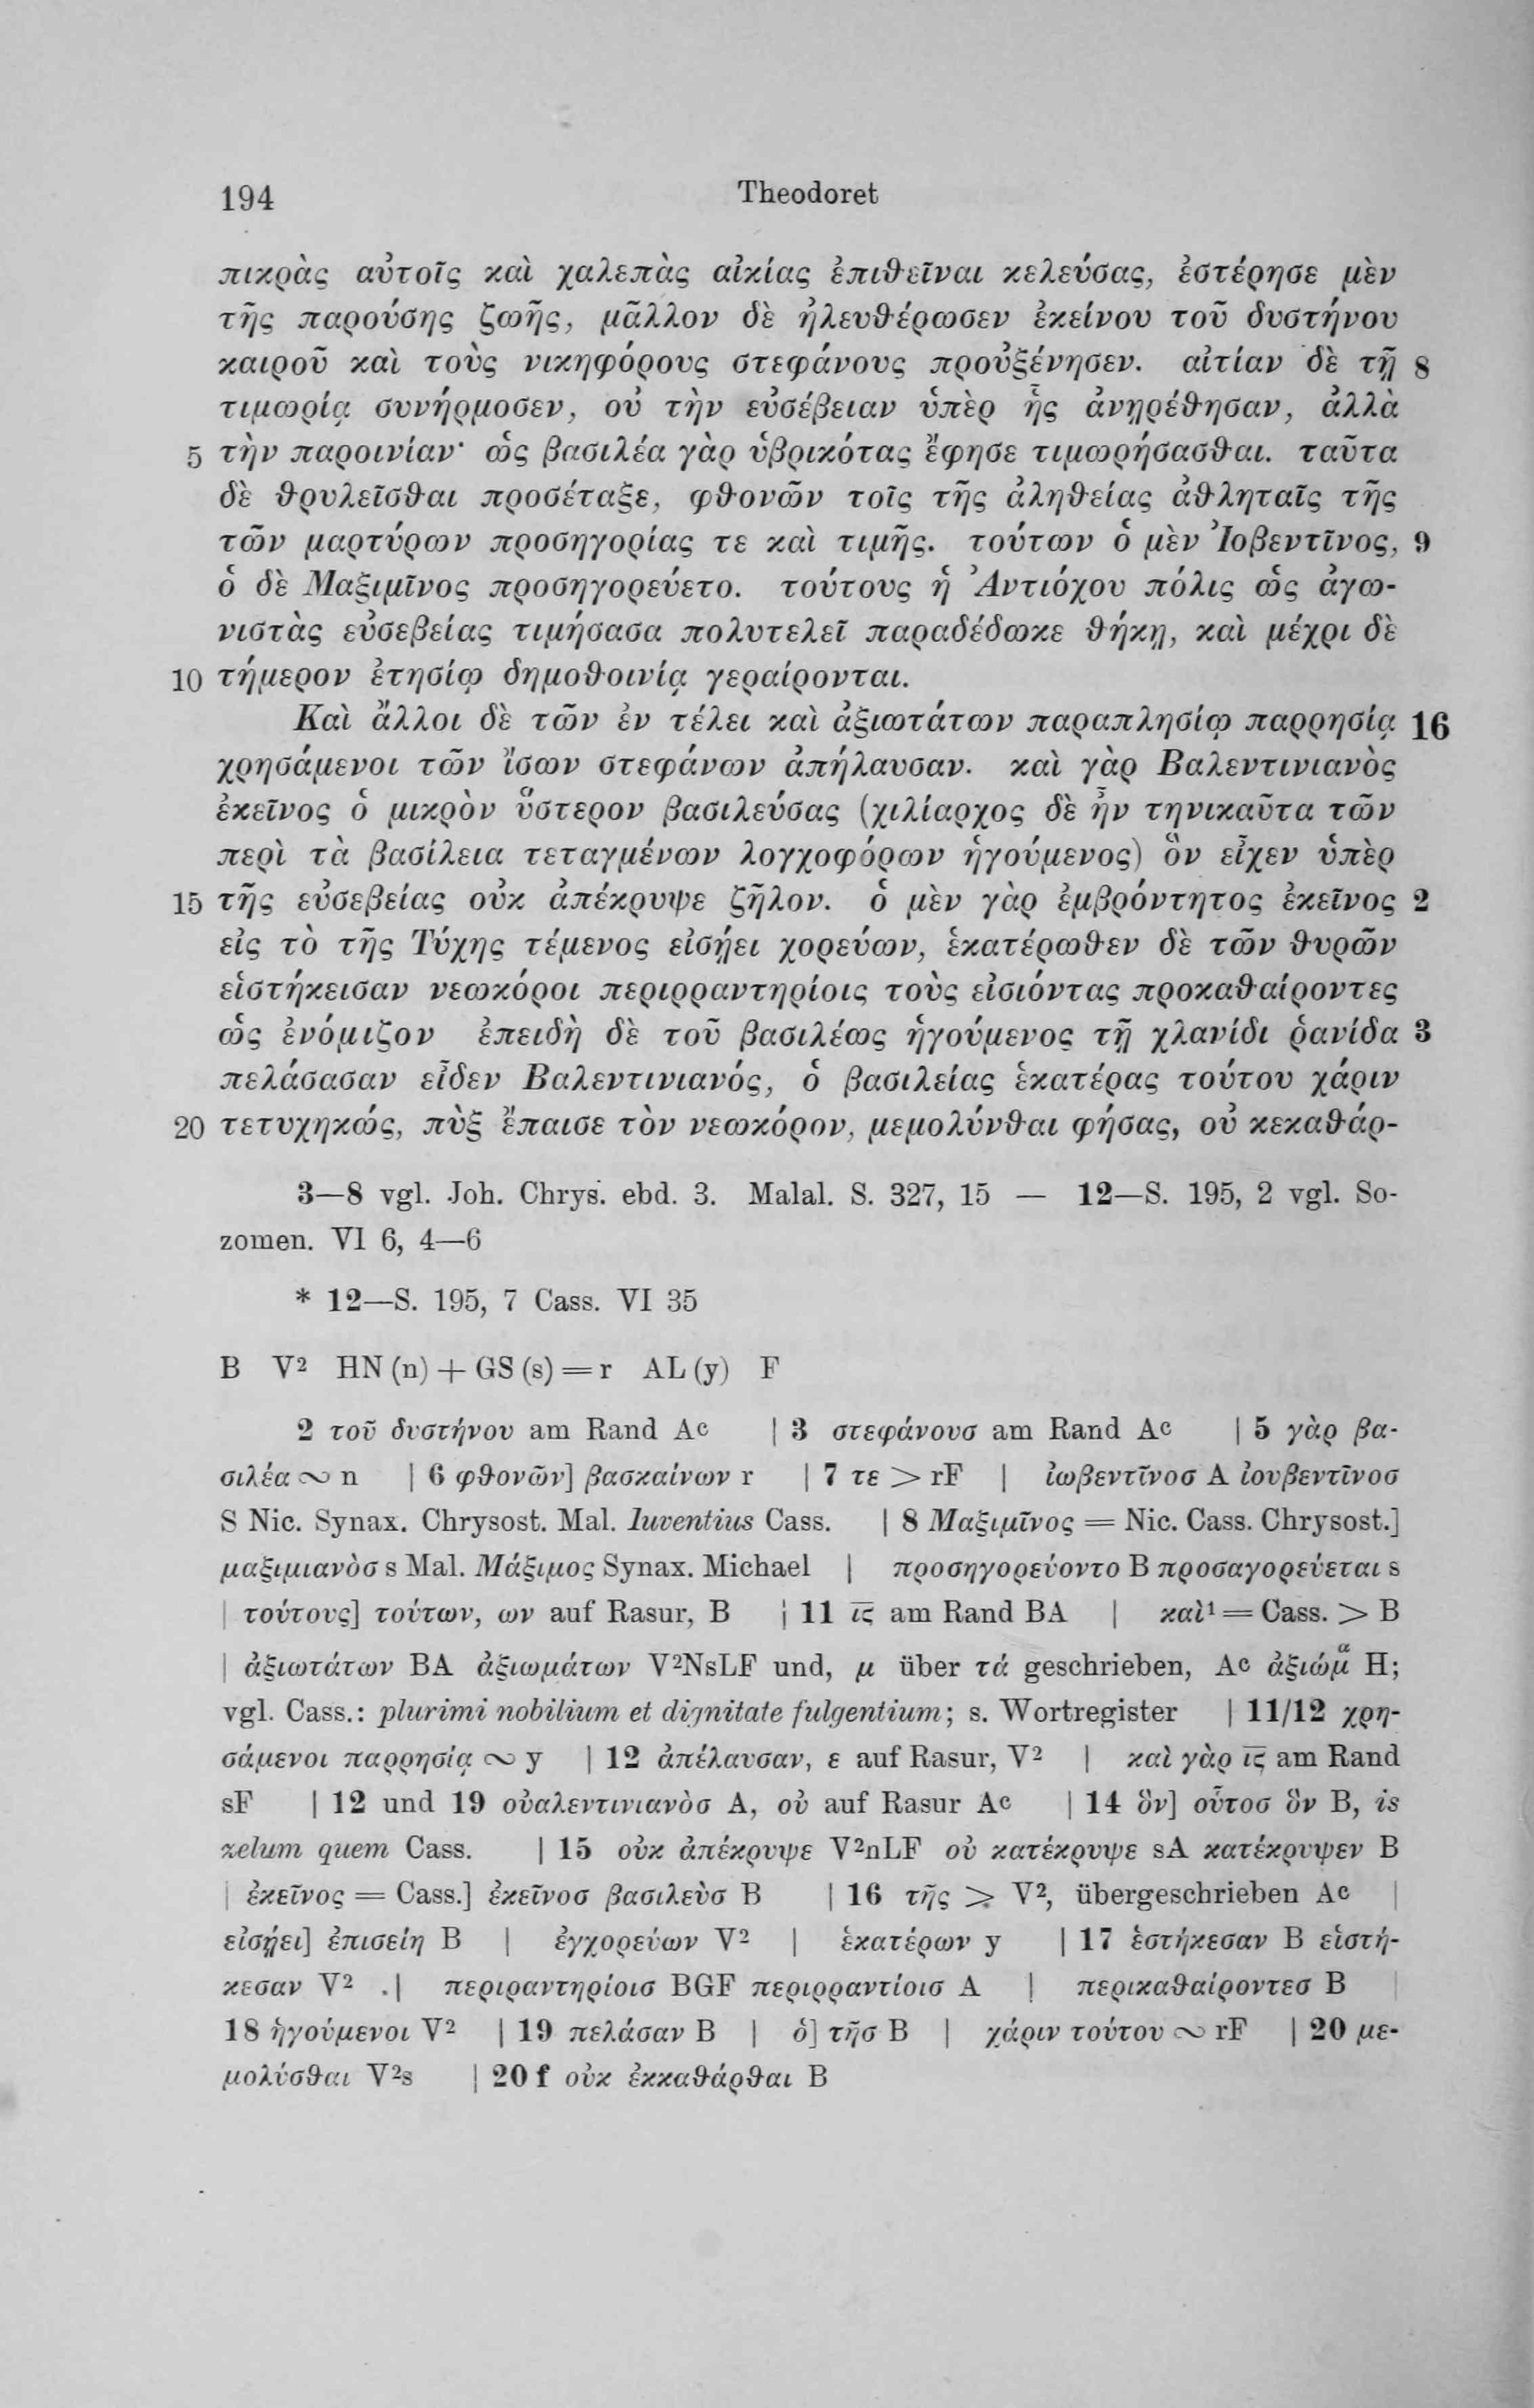 194
Theodoret
πικρὰς αὐτοῖς καὶ χαλεπὰς αἰκίας ἐπιθεῖναι κελεύσας, ἐστέρησε μὲν
τῆς παρούσης ζωῆς, μᾶλλον δὲ ἠλευθέρωσεν ἐκείνου τοῦ δυστήνου
καιροῦ καὶ τοὺς νικηφόρους στεφάνους προὐξένησεν. αἰτίαν δὲ τῇ 8
τιμωρίᾳ συνήρμοσεν, οὐ τὴν εὐσέβειαν ὑπὲρ ἧς ἀνῃρέθησαν, ἀλλὰ
5 τὴν παροινίαν· ὡς βασιλέα γὰρ ὑβρικότας ἔφησε τιμωρήσασθαι. ταῦτα
δὲ θρυλεῖσθαι προσέταξε, φθονῶν τοῖς τῆς ἀληθείας ἀθληταῖς τῆς
τῶν μαρτύρων προσηγορίας τε καὶ τιμῆς. τούτων ὁ μὲν Ἰοβεντῖνος, 9
ὁ δὲ Μαξιμῖνος προσηγορεύετο. τούτους ἡ Ἀντιόχου πόλις ὡς ἀγω-
νιστὰς εὐσεβείας τιμήσασα πολυτελεῖ παραδέδωκε θήκῃ, καὶ μέχρι δὲ
10 τήμερον ἐτησίῳ δημοθοινίᾳ γεραίρονται.
Καὶ ἄλλοι δὲ τῶν ἐν τέλει καὶ ἀξιωτάτων παραπλησίῳ παρρησίᾳ 16
χρησάμενοι τῶν ἴσων στεφάνων ἀπήλαυσαν. καὶ γὰρ Βαλεντινιανὸς
ἐκεῖνος ὁ μικρὸν ὕστερον βασιλεύσας (χιλίαρχος δὲ ἦν τηνικαῦτα τῶν
περὶ τὰ βασίλεια τεταγμένων λογχοφόρων ἡγούμενος) ὃν εἶχεν ὑπὲρ
15 τῆς εὐσεβείας οὐκ ἀπέκρυψε ζῆλον. ὁ μὲν γὰρ ἐμβρόντητος ἐκεῖνος 2
εἰς τὸ τῆς Τύχης τέμενος εἰσῄει χορεύων, ἑκατέρωθεν δὲ τῶν θυρῶν
εἱστήκεισαν νεωκόροι περιρραντηρίοις τοὺς εἰσιόντας προκαθαίροντες
ὡς ἐνόμιζον ἐπειδὴ δὲ τοῦ βασιλέως ἡγούμενος τῇ χλανίδι ῥανίδα 3
πελάσασαν εἶδεν Βαλεντινιανός, ὁ βασιλείας ἑκατέρας τούτου χάριν
20 τετυχηκώς, πὺξ ἔπαισε τὸν νεωκόρον, μεμολύνθαι φήσας, οὐ κεκαθάρ-
3—8 vgl. Joh. Chrys. ebd. 3. Malal. S. 327, 15 — 12—S. 195, 2 vgl. So-
zomen. VI 6, 4—6
* 12—S. 195, 7 Cass. VI 35
B V² HN (n) + GS (s) = r AL (y) F
2 τοῦ δυστήνου am Rand Aᶜ | 3 στεφάνουσ am Rand Aᶜ | 5 γὰρ βα-
σιλέα ∾ n | 6 φθονῶν] βασκαίνων r | 7 τε > rF | ἰωβεντῖνοσ A ἰουβεντῖνοσ
S Nic. Synax. Chrysost. Mal. Iuventius Cass. | 8 Μαξιμῖνος = Nic. Cass. Chrysost.]
μαξιμιανὸσ s Mal. Μάξιμος Synax. Michael | προσηγορεύοντο B προσαγορεύεται s
| τούτους] τούτων, ων auf Rasur, B | 11 ι̅ϛ̅ am Rand BA | καὶ¹ = Cass. > B
| ἀξιωτάτων BA ἀξιωμάτων V²NsLF und, μ über τά geschrieben, Aᶜ ἀξιώμ̈ᾰ H;
vgl. Cass.: plurimi nobilium et dignitate fulgentium; s. Wortregister | 11/12 χρη-
σάμενοι παρρησίᾳ ∾ y | 12 ἀπέλαυσαν, ε auf Rasur, V² | καὶ γὰρ ι̅ϛ̅ am Rand
sF | 12 und 19 οὐαλεντινιανὸσ A, οὐ auf Rasur Aᶜ | 14 ὃν] οὗτοσ ὃν B, is
zelum quem Cass. | 15 οὐκ ἀπέκρυψε V²nLF οὐ κατέκρυψε sA κατέκρυψεν B
| ἐκεῖνος = Cass.] ἐκεῖνοσ βασιλεὺσ B | 16 τῆς > V², übergeschrieben Aᶜ |
εἰσῄει] ἐπισείη B | ἐγχορεύων V² | ἑκατέρων y | 17 ἑστήκεσαν B εἱστή-
κεσαν V² | περιραντηρίοισ BGF περιρραντίοισ A | περικαθαίροντεσ B |
18 ἡγούμενοι V² | 19 πελάσαν B | ὁ] τῆσ B | χάριν τούτου ∾ rF | 20 με-
μολύσθαι V²s | 20 f οὐκ ἐκκαθάρθαι B